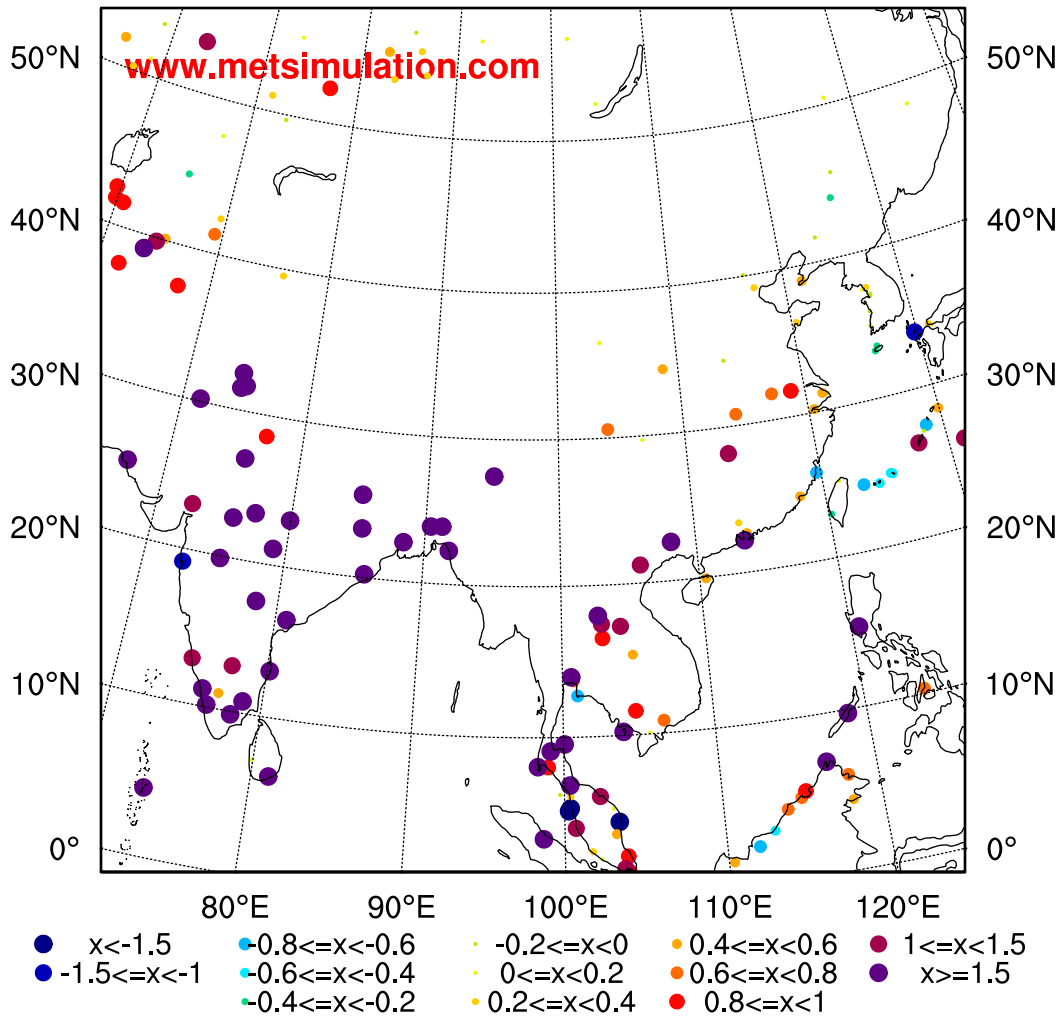 www.metsimulation.com
50°N 50°N
40°N 40°N
30°N 30°N
20°N 20°N
10°N 10°N
0° 0°
80°E 90°E 100°E 110°E 120°E
x<-1.5 -0.8<=x<-0.6 -0.2<=x<0 0.4<=x<0.6 1<=x<1.5
-1.5<=x<-1 -0.6<=x<-0.4 0<=x<0.2 0.6<=x<0.8 x>=1.5
-0.4<=x<-0.2 0.2<=x<0.4 0.8<=x<1